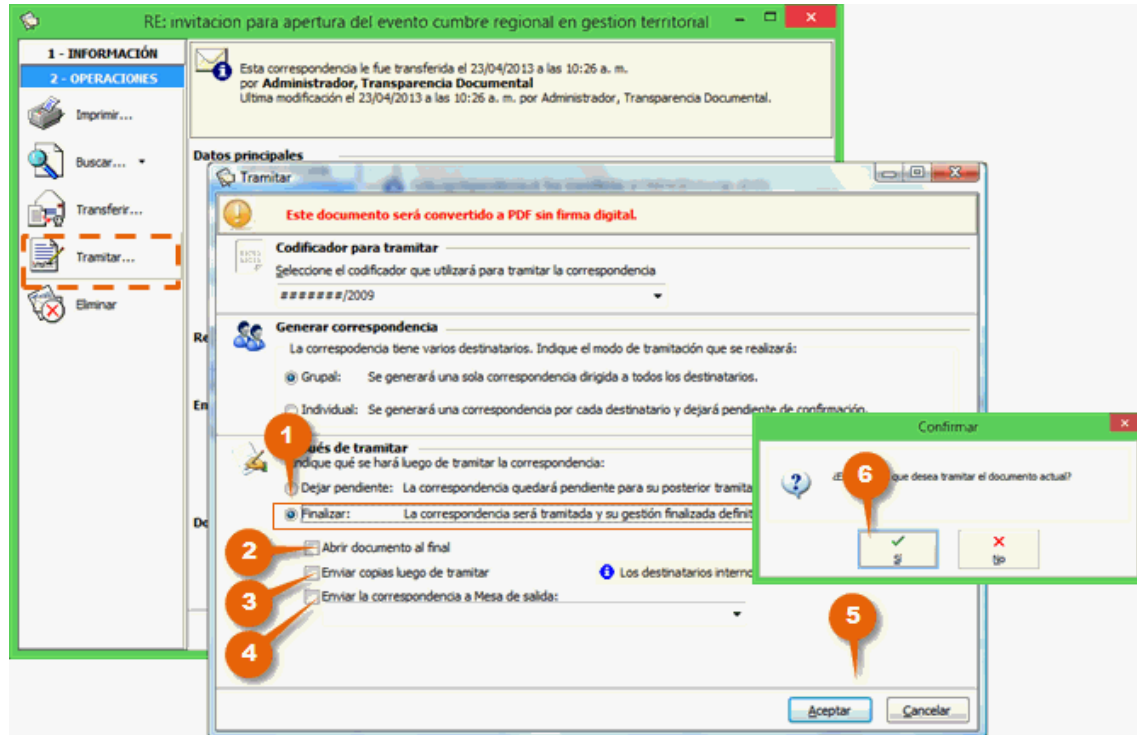 RE: invitacion para apertura del evento cumbre regional en gestion territorial
1 - INFORMACIÓN
2 - OPERACIONES
Imprimir...
Buscar...
Transferir...
Tramitar...
Eliminar
Esta correspondencia le fue transferida el 23/04/2013 a las 10:26 a. m.
por Administrador, Transparencia Documental
Ultima modificación el 23/04/2013 a las 10:26 a. m. por Administrador, Transparencia Documental.
Datos principales
Re
En
De
Tramitar
Este documento será convertido a PDF sin firma digital.
Codificador para tramitar
Seleccione el codificador que utilizará para tramitar la correspondencia
#######/2009
Generar correspondencia
La correspodencia tiene varios destinatarios. Indique el modo de tramitación que se realizará:
Grupal: Se generará una sola correspondencia dirigida a todos los destinatarios.
Individual: Se generará una correspondencia por cada destinatario y dejará pendiente de confirmación.
1
ués de tramitar
ndique qué se hará luego de tramitar la correspondencia:
Dejar pendiente: La correspondencia quedará pendiente para su posterior tramita
Finalizar: La correspondencia será tramitada y su gestión finalizada definit
2
Abrir documento al final
3
Enviar copias luego de tramitar
Los destinatarios interno
4
Enviar la correspondencia a Mesa de salida:
5
Aceptar
Cancelar
Confirmar
6
que desea tramitar el documento actual?
Sí
No